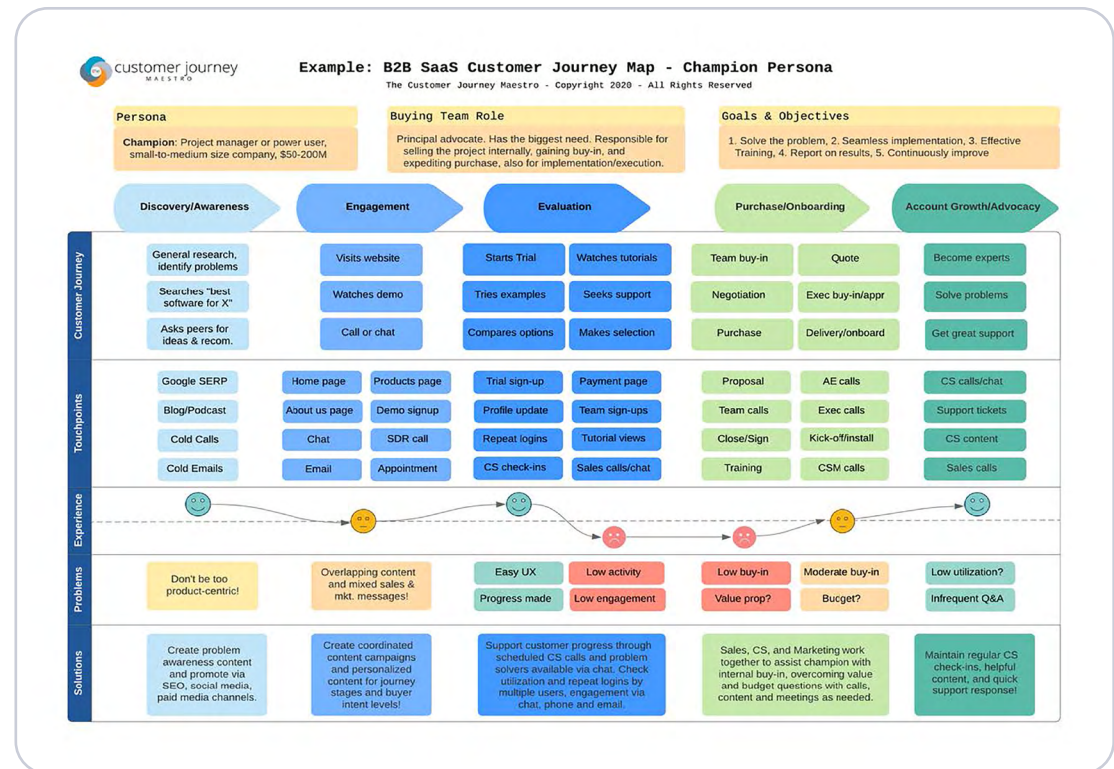 the
customer journey
MAESTRO
Example: B2B SaaS Customer Journey Map - Champion Persona
The Customer Journey Maestro - Copyright 2020 - All Rights Reserved
Persona
Champion: Project manager or power user,
small-to-medium size company, $50-200M
Buying Team Role
Principal advocate. Has the biggest need. Responsible for
selling the project internally, gaining buy-in, and
expediting purchase, also for implementation/execution.
Goals & Objectives
1. Solve the problem, 2. Seamless implementation, 3. Effective
Training, 4. Report on results, 5. Continuously improve
Discovery/Awareness
Engagement
Evaluation
Purchase/Onboarding
Account Growth/Advocacy
Customer Journey
General research,
identify problems
Visits website
Starts Trial
Watches tutorials
Team buy-in
Quote
Become experts
Searches "best
software for X"
Watches demo
Tries examples
Seeks support
Negotiation
Exec buy-in/appr
Solve problems
Asks peers for
ideas & recom.
Call or chat
Compares options
Makes selection
Purchase
Delivery/onboard
Get great support
Touchpoints
Google SERP
Home page
Products page
Trial sign-up
Payment page
Proposal
AE calls
CS calls/chat
Blog/Podcast
About us page
Demo signup
Profile update
Team sign-ups
Team calls
Exec calls
Support tickets
Cold Calls
Chat
SDR call
Repeat logins
Tutorial views
Close/Sign
Kick-off/install
CS content
Cold Emails
Email
Appointment
CS check-ins
Sales calls/chat
Training
CSM calls
Sales calls
Experience
Problems
Don't be too
product-centric!
Overlapping content
and mixed sales &
mkt. messages!
Easy UX
Low activity
Low buy-in
Moderate buy-in
Low utilization?
Progress made
Low engagement
Value prop?
Budget?
Infrequent Q&A
Solutions
Create problem
awareness content
and promote via
SEO, social media,
paid media channels.
Create coordinated
content campaigns
and personalized
content for journey
stages and buyer
intent levels!
Support customer progress through
scheduled CS calls and problem
solvers available via chat. Check
utilization and repeat logins by
multiple users, engagement via
chat, phone and email.
Sales, CS, and Marketing work
together to assist champion with
internal buy-in, overcoming value
and budget questions with calls,
content and meetings as needed.
Maintain regular CS
check-ins, helpful
content, and quick
support response!